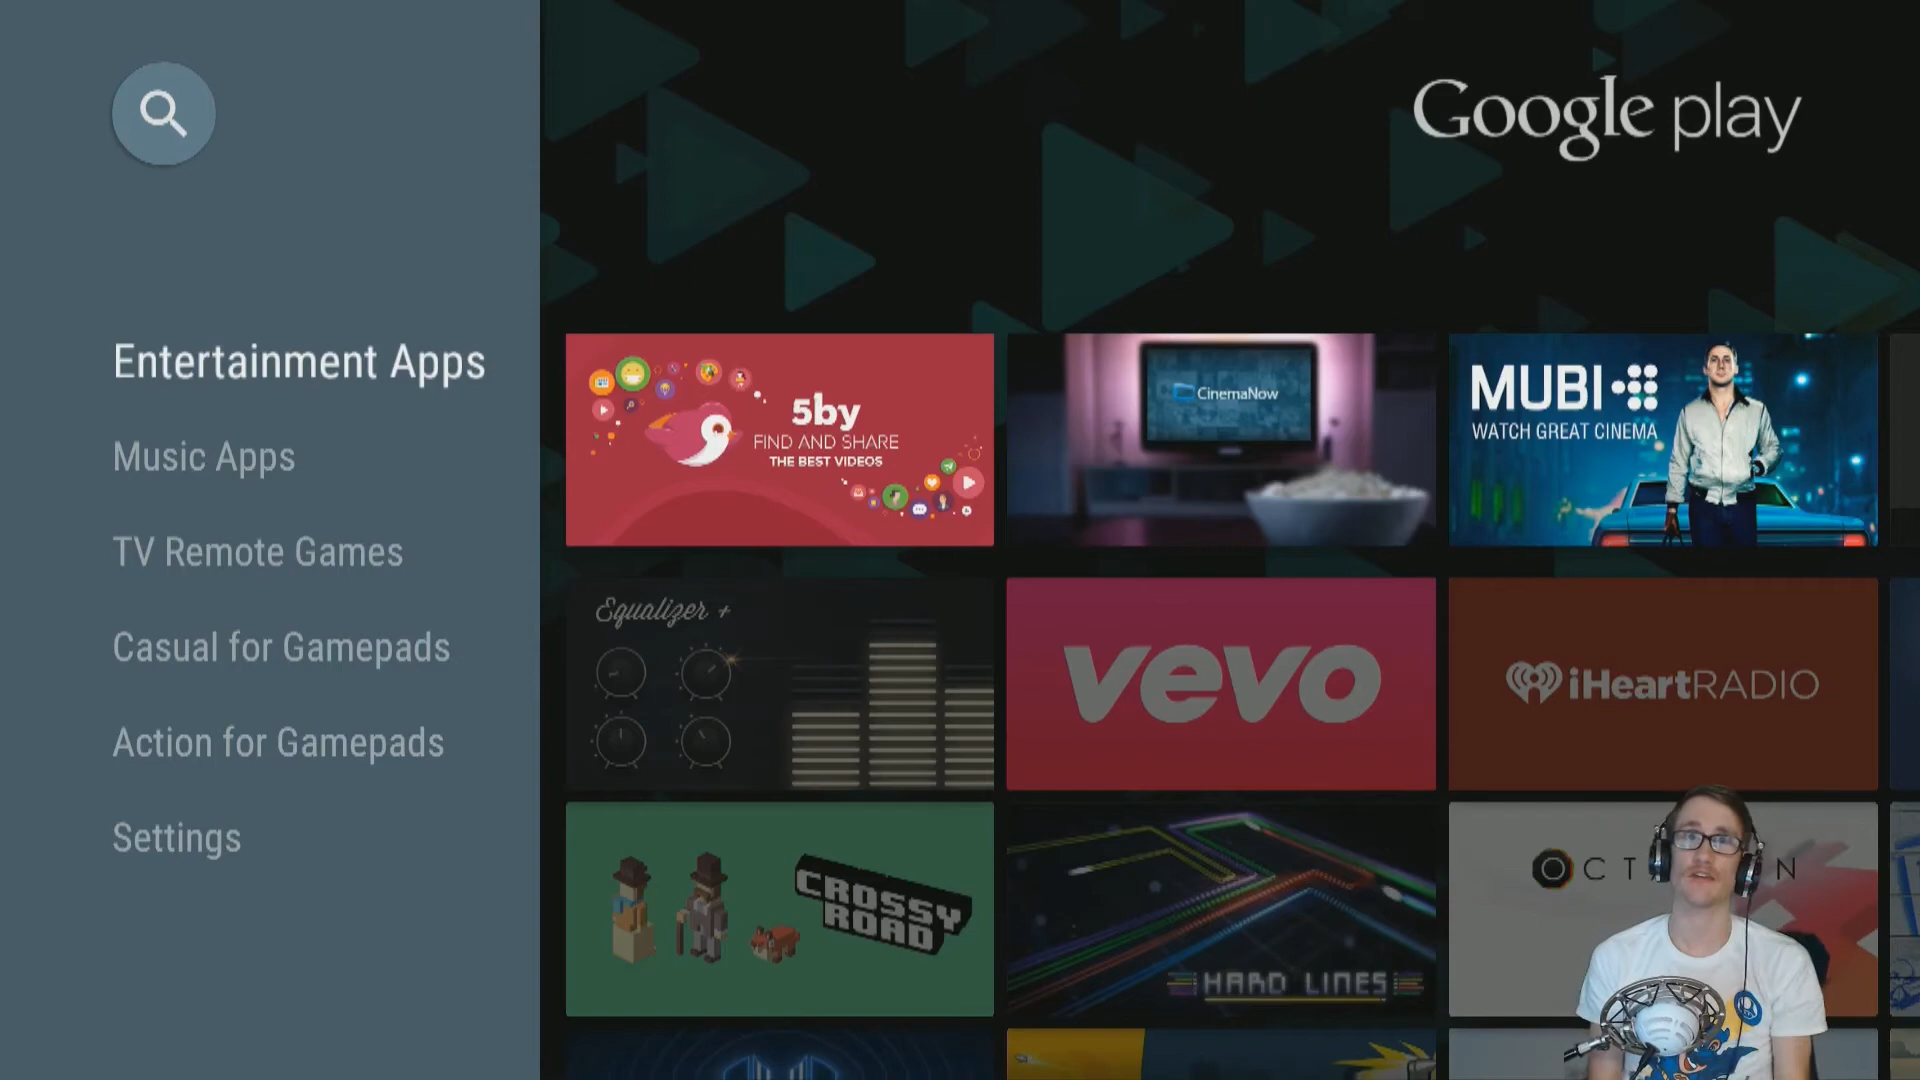 Google play
Entertainment Apps
Music Apps
TV Remote Games
Casual for Gamepads
Action for Gamepads
Settings
5by
FIND AND SHARE
THE BEST VIDEOS
CinemaNow
MUBI
WATCH GREAT CINEMA
Equalizer +
vevo
iHeartRADIO
CROSSY
ROAD
HARD LINES